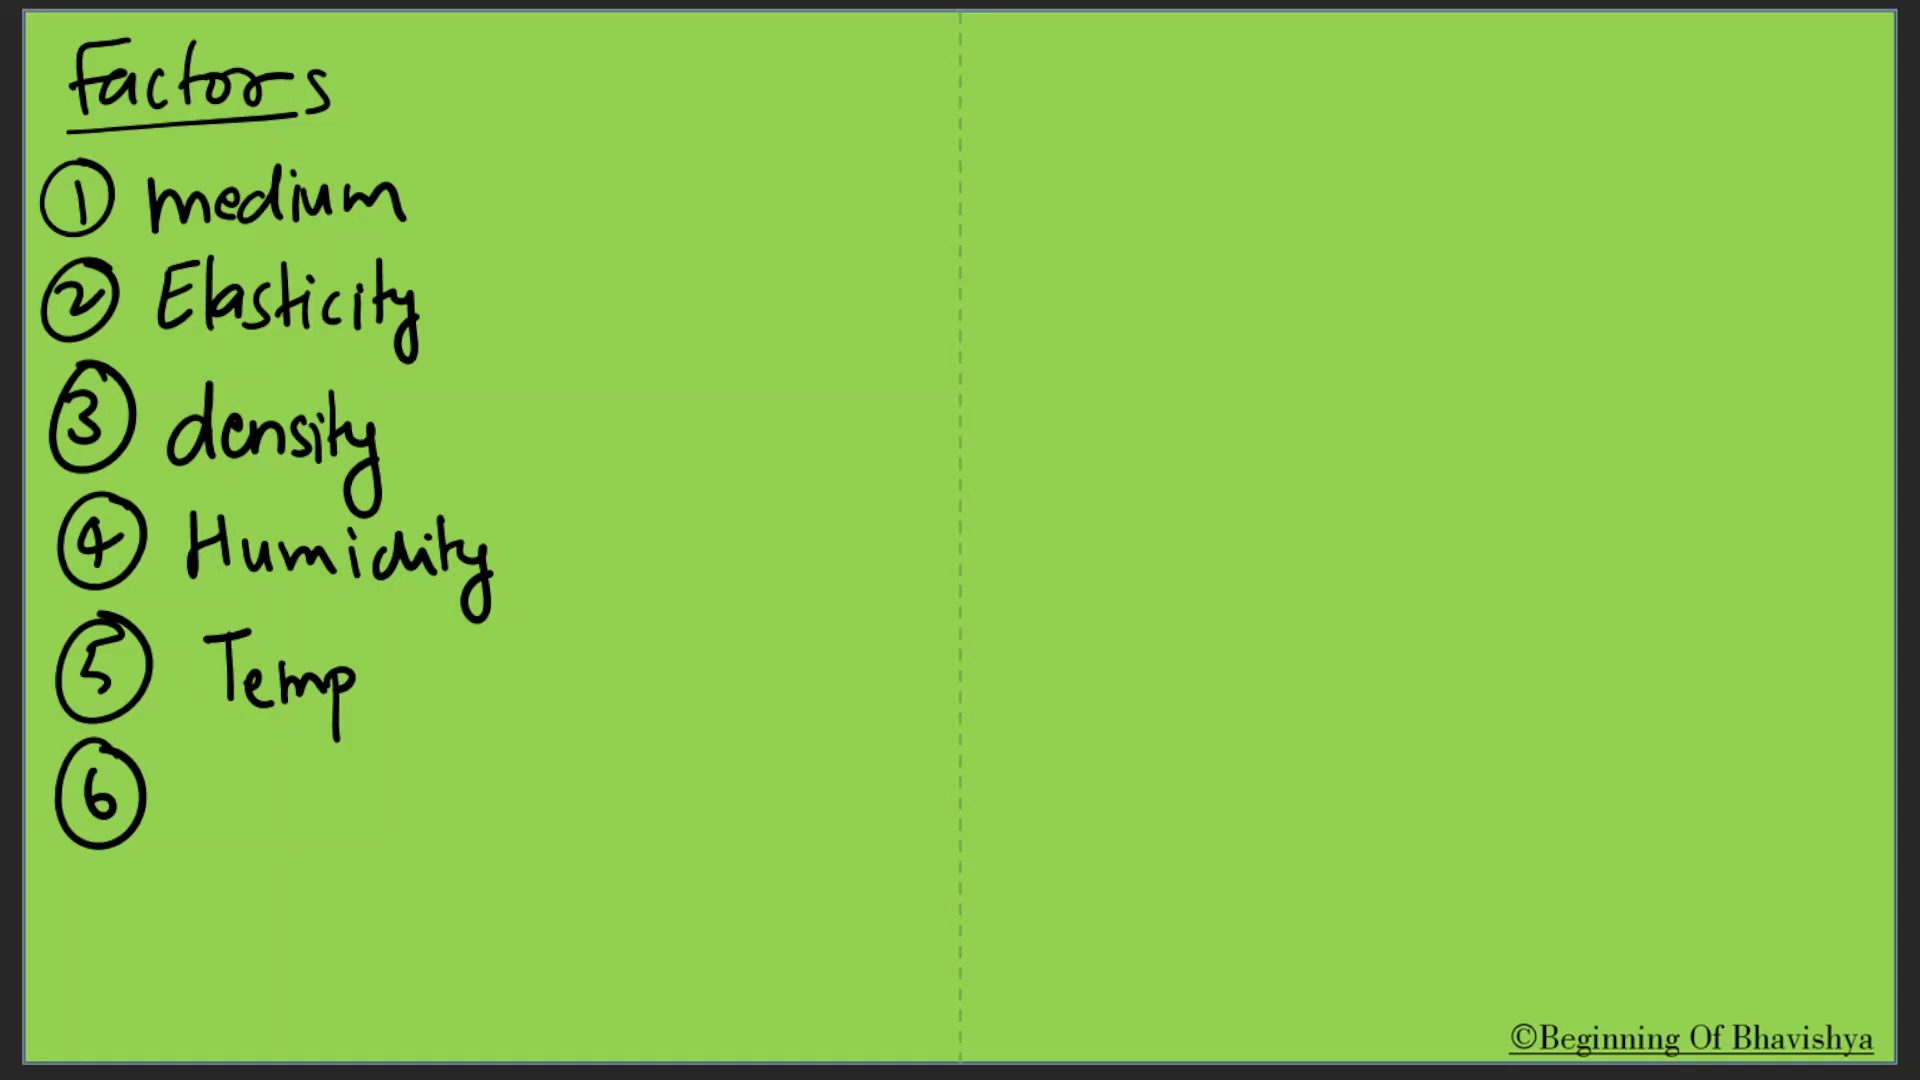 Factors
① medium
② Elasticity
③ density
④ Humidity
⑤ Temp
⑥
©Beginning Of Bhavishya